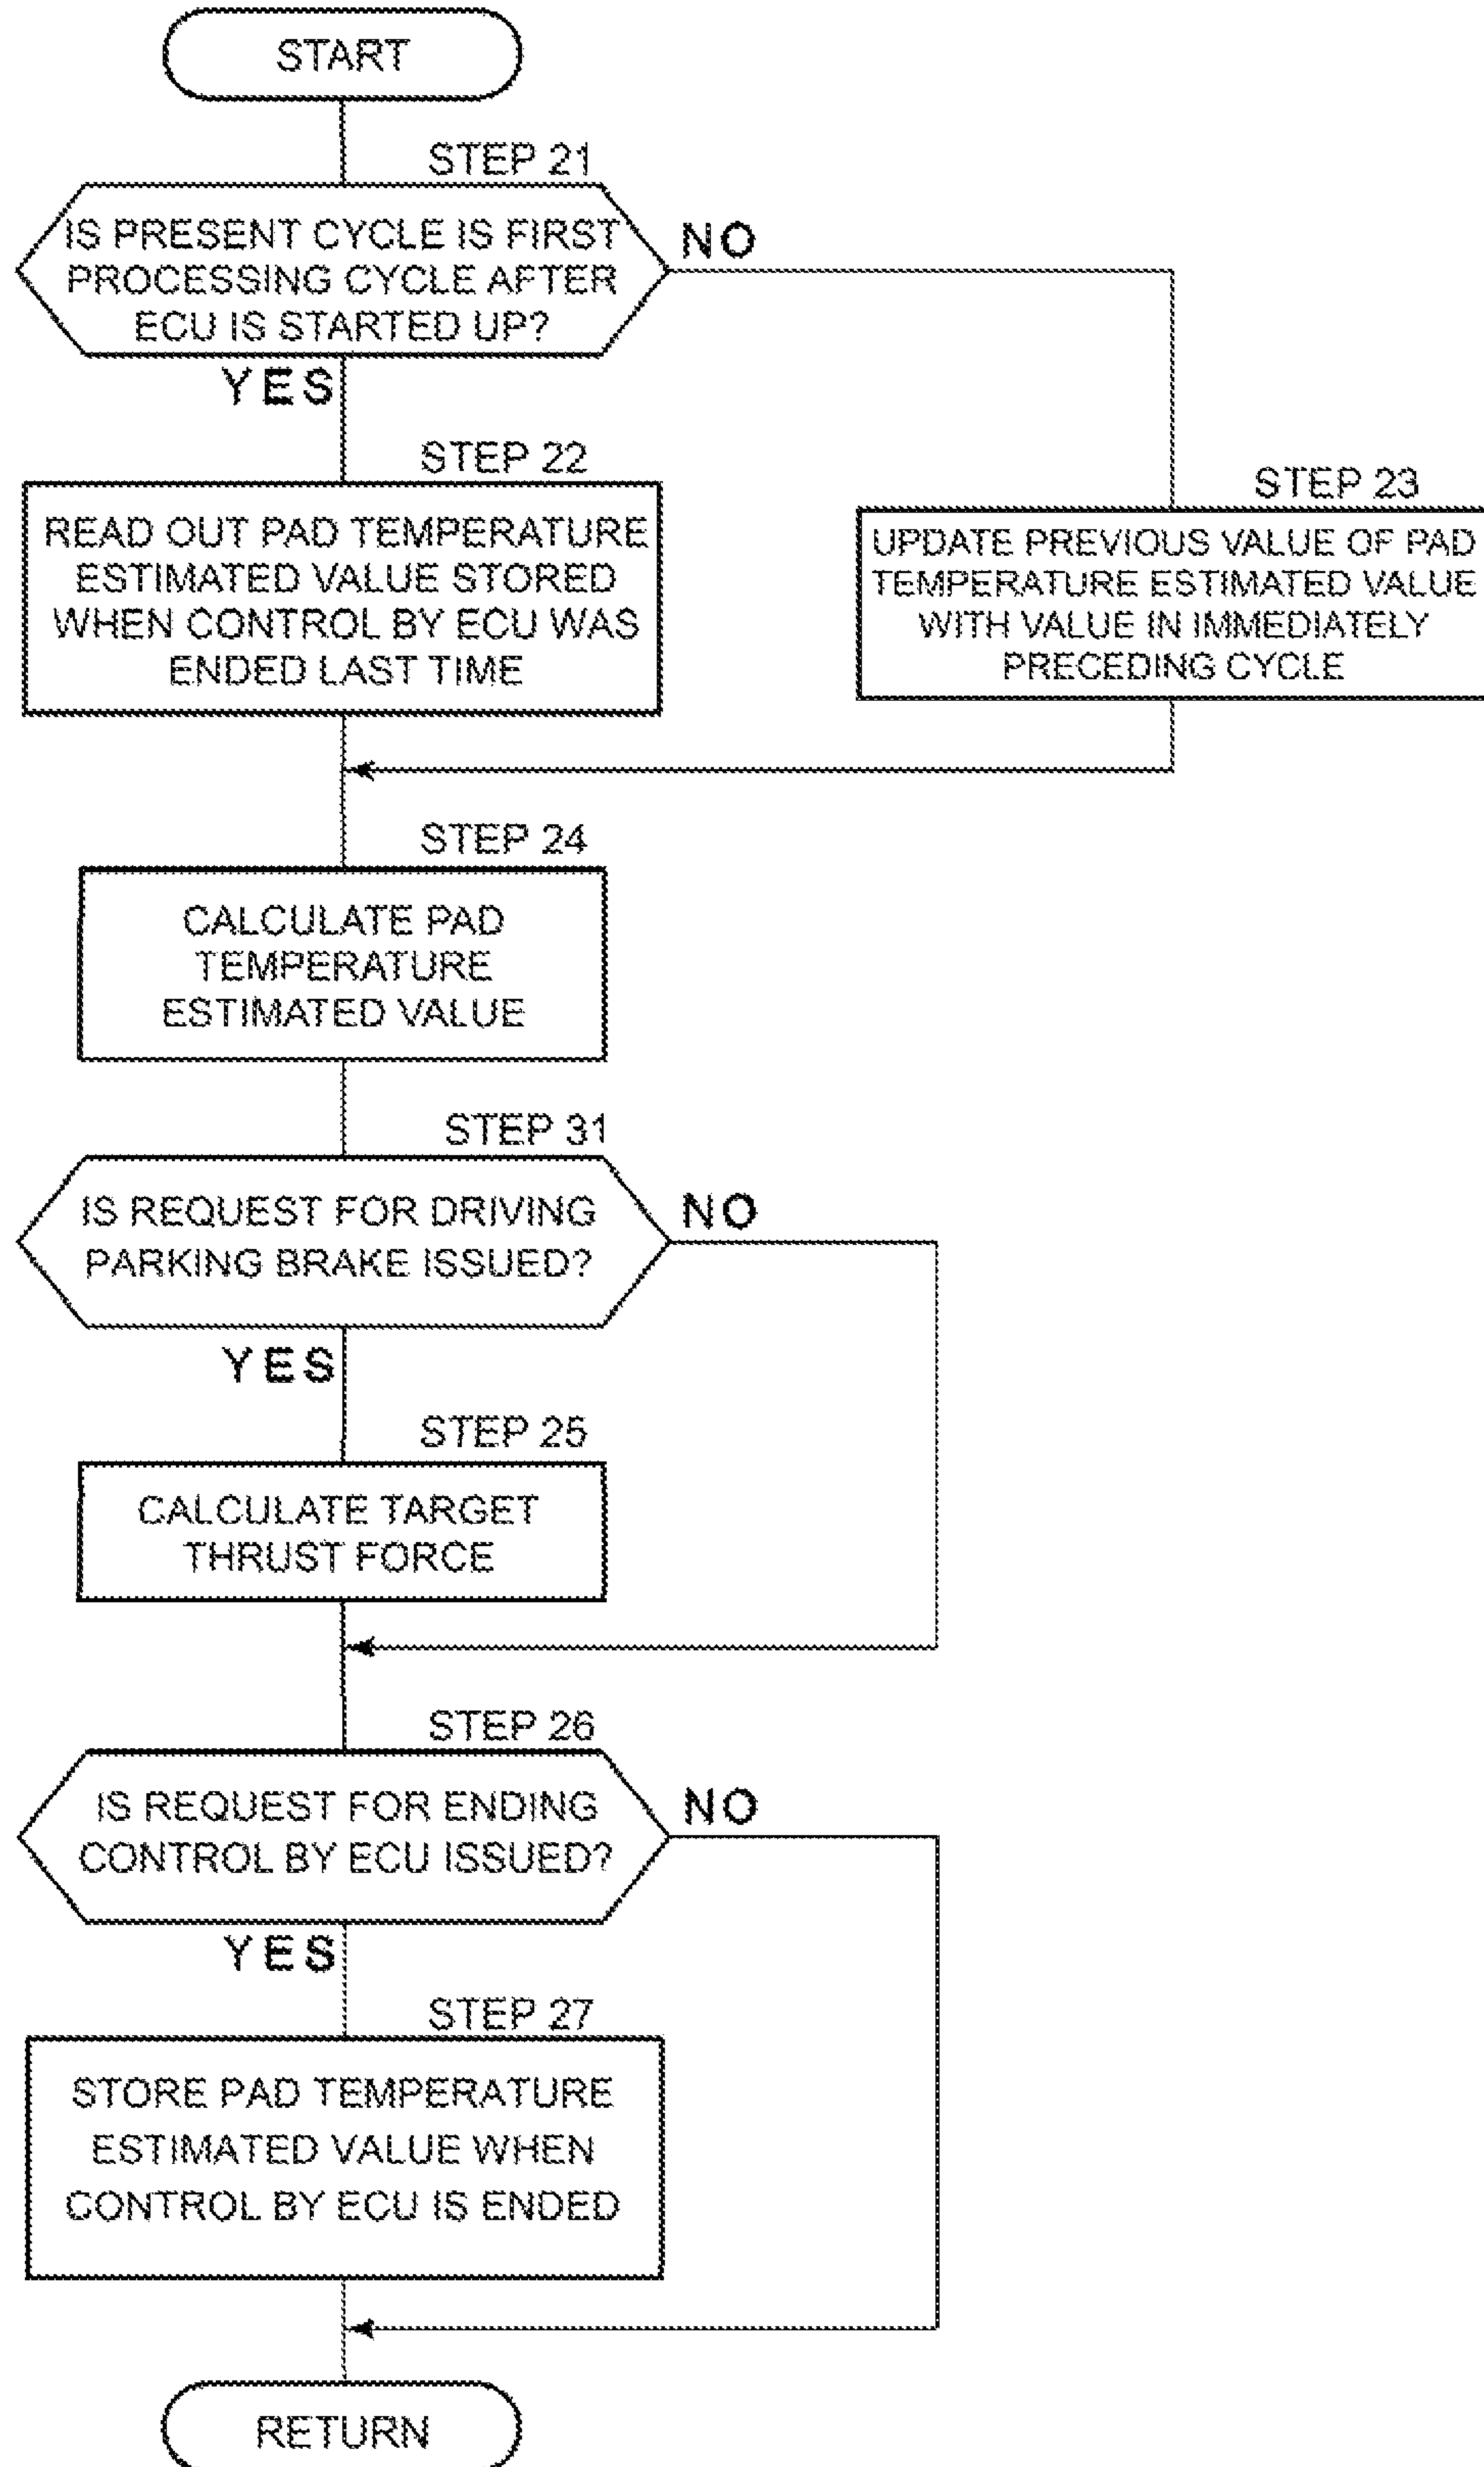 START
STEP 21
IS PRESENT CYCLE IS FIRST
PROCESSING CYCLE AFTER
ECU IS STARTED UP?
NO
YES
STEP 22
READ OUT PAD TEMPERATURE
ESTIMATED VALUE STORED
WHEN CONTROL BY ECU WAS
ENDED LAST TIME
STEP 23
UPDATE PREVIOUS VALUE OF PAD
TEMPERATURE ESTIMATED VALUE
WITH VALUE IN IMMEDIATELY
PRECEDING CYCLE
STEP 24
CALCULATE PAD
TEMPERATURE
ESTIMATED VALUE
STEP 31
IS REQUEST FOR DRIVING
PARKING BRAKE ISSUED?
NO
YES
STEP 25
CALCULATE TARGET
THRUST FORCE
STEP 26
IS REQUEST FOR ENDING
CONTROL BY ECU ISSUED?
NO
YES
STEP 27
STORE PAD TEMPERATURE
ESTIMATED VALUE WHEN
CONTROL BY ECU IS ENDED
RETURN